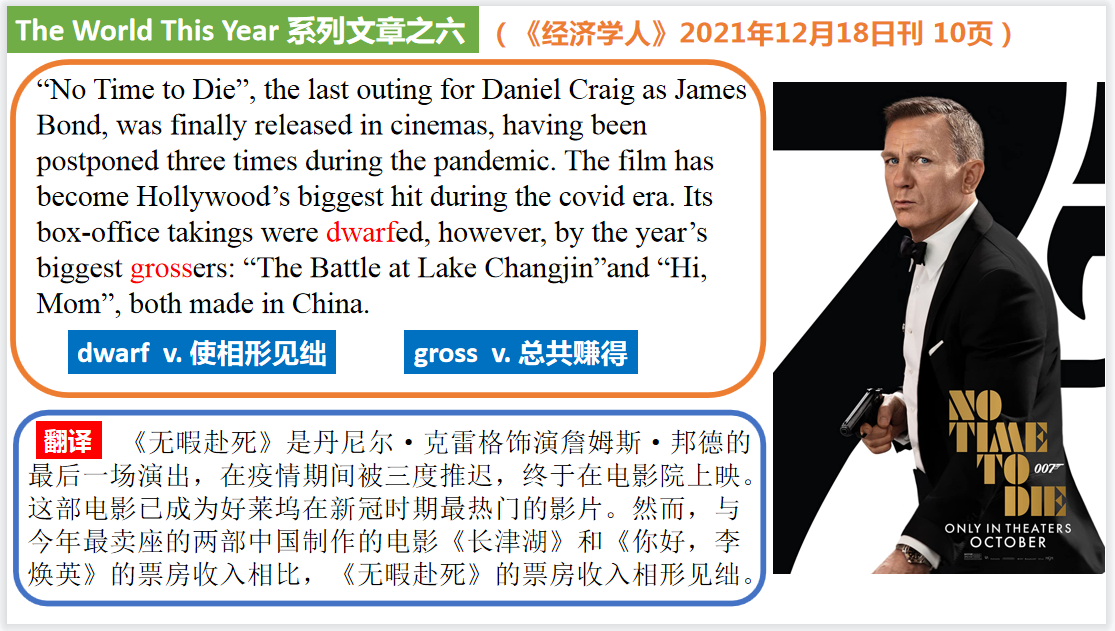 The World This Year 系列文章之六
（《经济学人》2021年12月18日刊 10页）
“No Time to Die”, the last outing for Daniel Craig as James
Bond, was finally released in cinemas, having been
postponed three times during the pandemic. The film has
become Hollywood’s biggest hit during the covid era. Its
box-office takings were dwarfed, however, by the year’s
biggest grossers: “The Battle at Lake Changjin”and “Hi,
Mom”, both made in China.
dwarf v. 使相形见绌
gross v. 总共赚得
翻译 《无暇赴死》是丹尼尔·克雷格饰演詹姆斯·邦德的
最后一场演出，在疫情期间被三度推迟，终于在电影院上映。
这部电影已成为好莱坞在新冠时期最热门的影片。然而，与
今年最卖座的两部中国制作的电影《长津湖》和《你好，李
焕英》的票房收入相比，《无暇赴死》的票房收入相形见绌。
NO
TIME
TO
007
DIE
ONLY IN THEATERS
OCTOBER